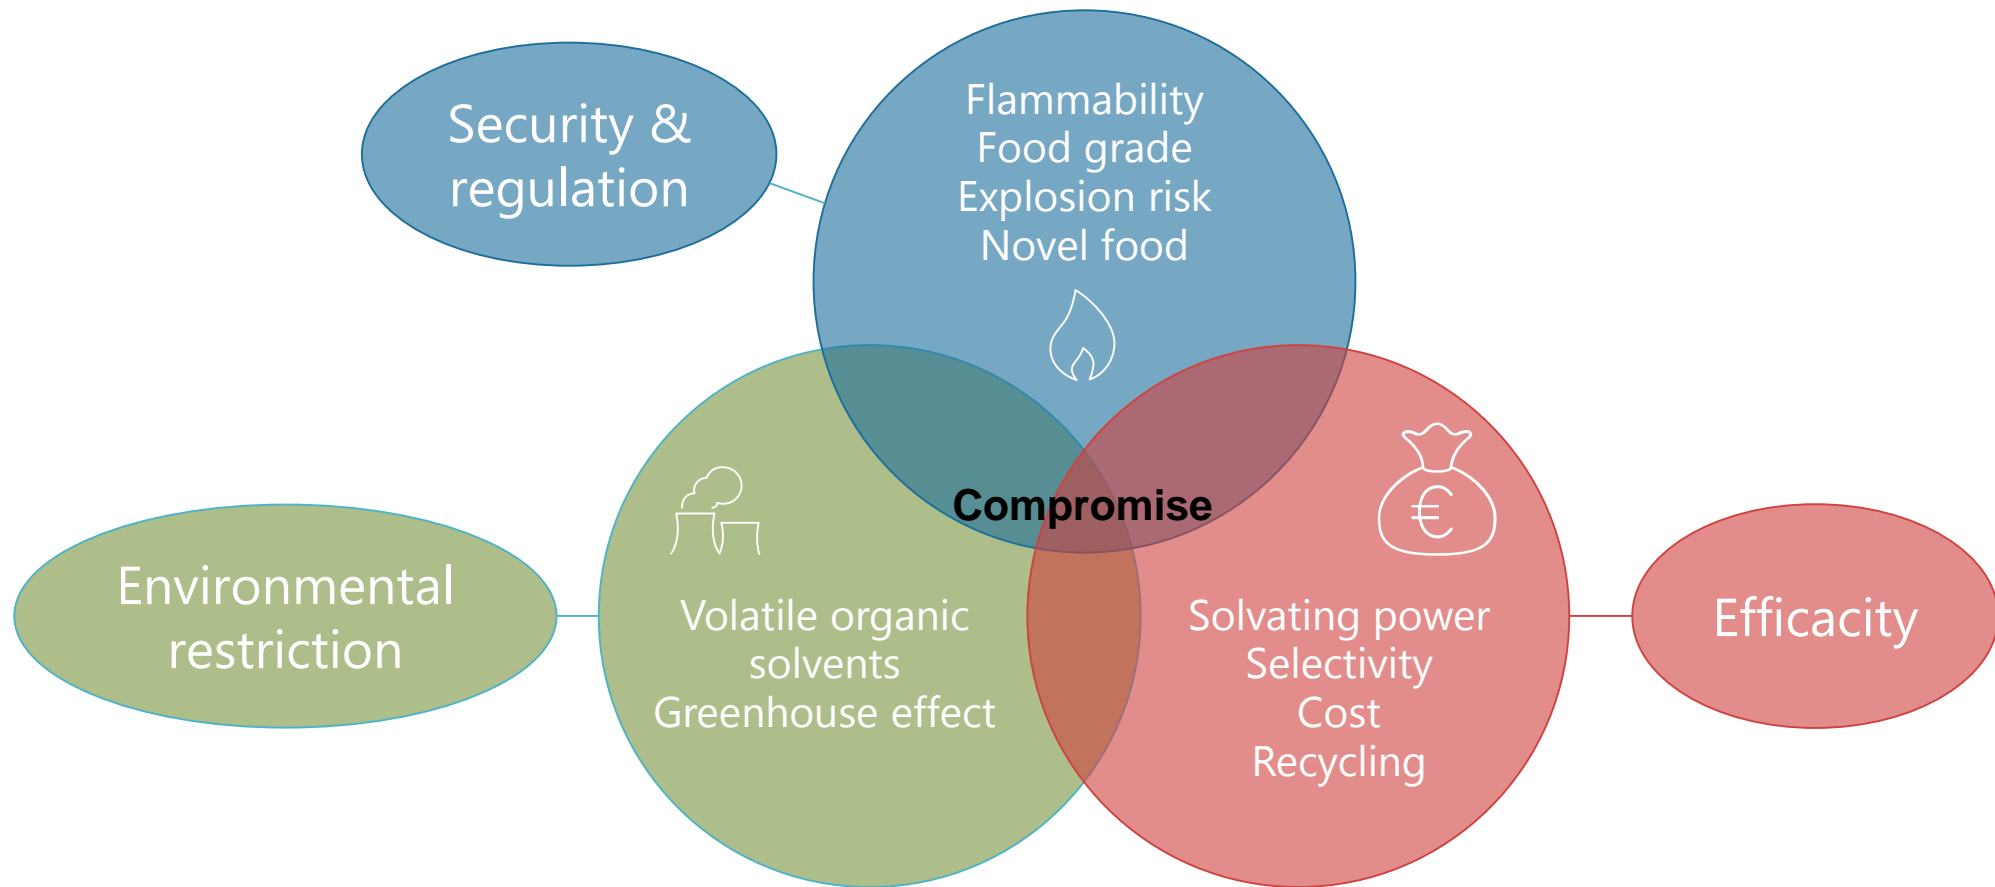 Security &
regulation
Flammability
Food grade
Explosion risk
Novel food
Compromise
€
Environmental
restriction
Volatile organic
solvents
Greenhouse effect
Solvating power
Selectivity
Cost
Recycling
Efficacity